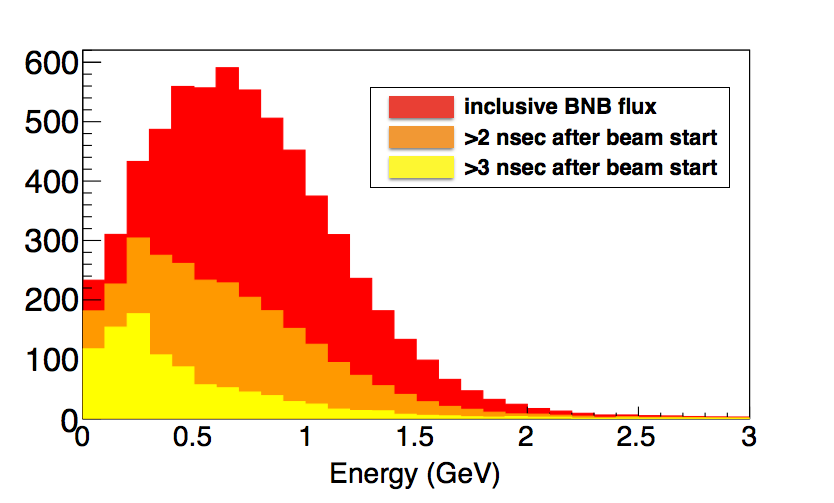 600
500
400
300
200
100
0
inclusive BNB flux
>2 nsec after beam start
>3 nsec after beam start
0 0.5 1 1.5 2 2.5 3
Energy (GeV)